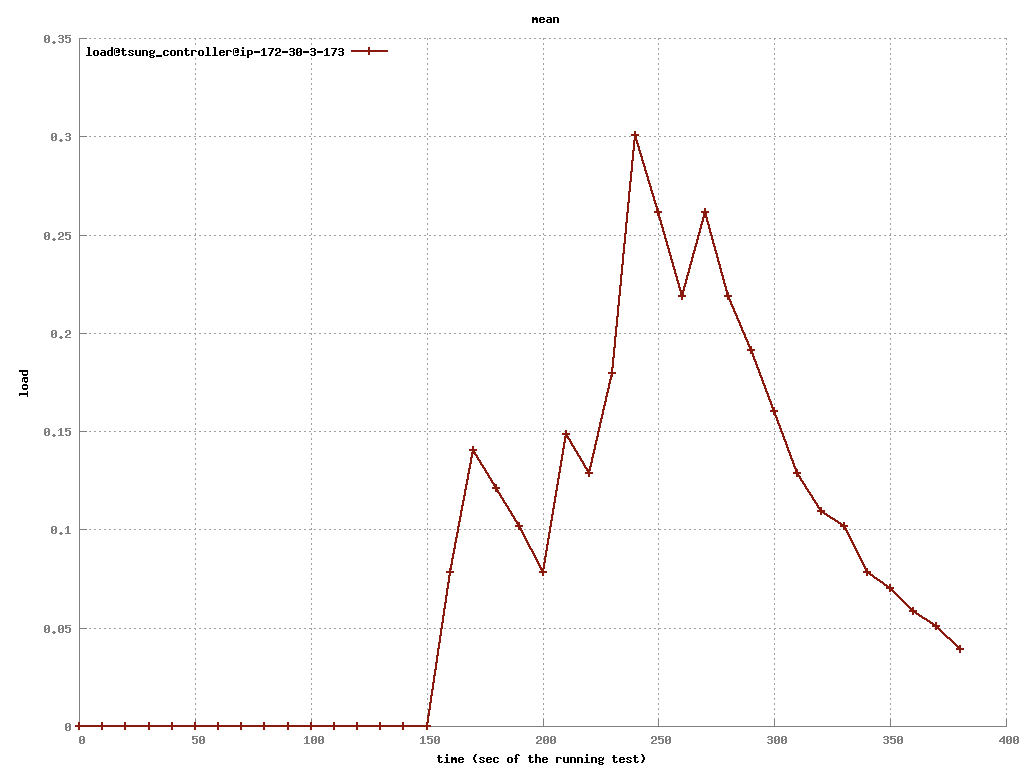 mean
load@tsung_controller@ip-172-30-3-173
0.35
0.3
0.25
0.2
0.15
0.1
0.05
0
load
0 50 100 150 200 250 300 350 400
time (sec of the running test)